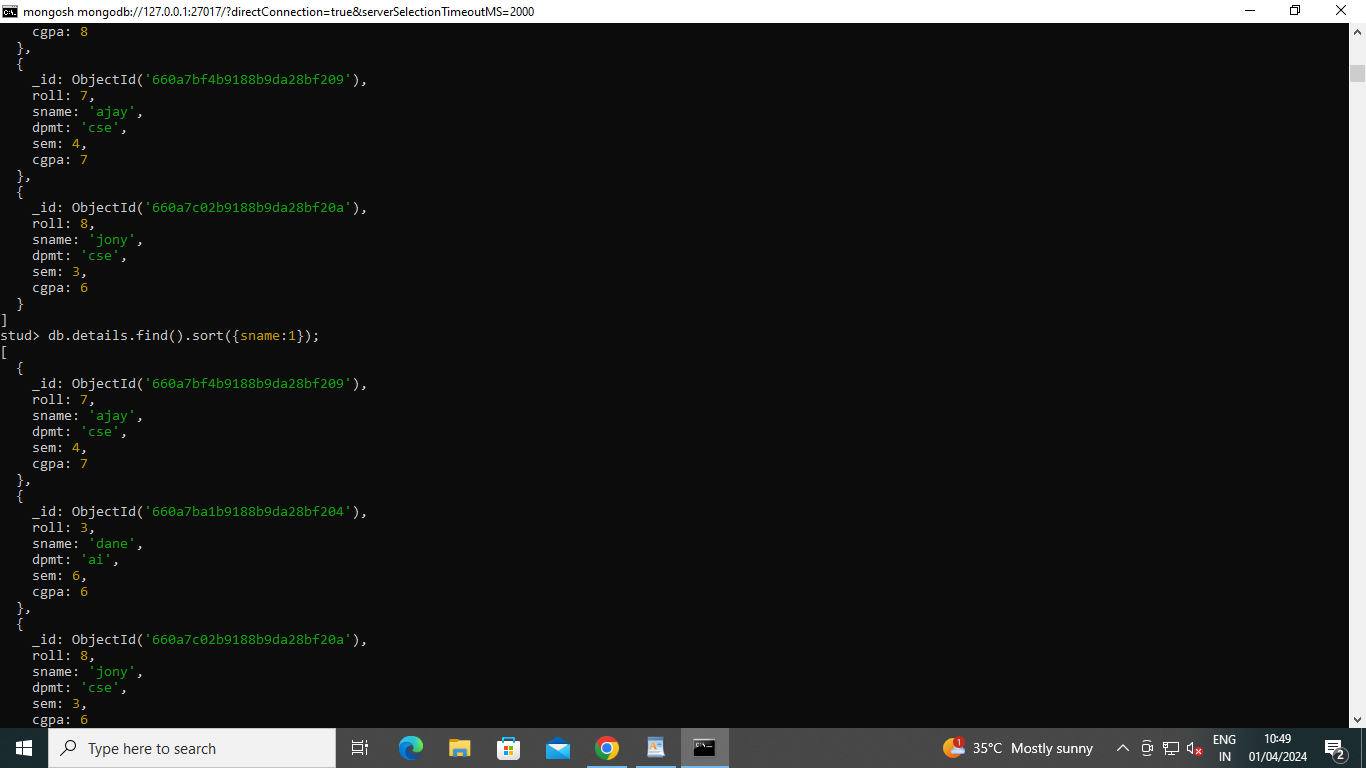 mongosh mongodb://127.0.0.1:27017/?directConnection=true&serverSelectionTimeoutMS=2000
cgpa: 8
},
{
_id: ObjectId('660a7bf4b9188b9da28bf209'),
roll: 7,
sname: 'ajay',
dpmt: 'cse',
sem: 4,
cgpa: 7
},
{
_id: ObjectId('660a7c02b9188b9da28bf20a'),
roll: 8,
sname: 'jony',
dpmt: 'cse',
sem: 3,
cgpa: 6
}
]
stud> db.details.find().sort({sname:1});
[
{
_id: ObjectId('660a7bf4b9188b9da28bf209'),
roll: 7,
sname: 'ajay',
dpmt: 'cse',
sem: 4,
cgpa: 7
},
{
_id: ObjectId('660a7ba1b9188b9da28bf204'),
roll: 3,
sname: 'dane',
dpmt: 'ai',
sem: 6,
cgpa: 6
},
{
_id: ObjectId('660a7c02b9188b9da28bf20a'),
roll: 8,
sname: 'jony',
dpmt: 'cse',
sem: 3,
cgpa: 6
Type here to search
1
35°C Mostly sunny
ENG
IN
10:49
01/04/2024
2